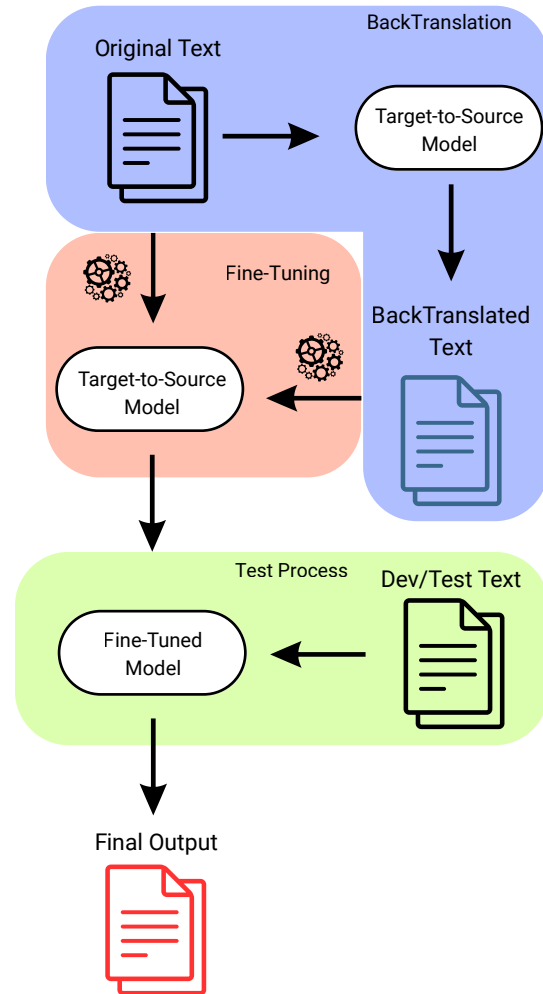 BackTranslation
Original Text
Target-to-Source
Model
Fine-Tuning
BackTranslated
Text
Target-to-Source
Model
Test Process
Dev/Test Text
Fine-Tuned
Model
Final Output